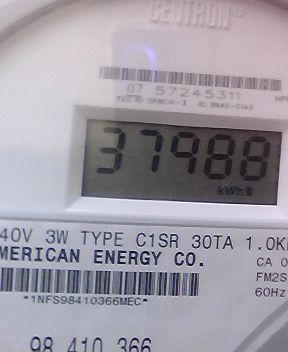 CENTRON®
07 57245311
37988
kWh
40V 3W TYPE C1SR 30TA 1.0K
MERICAN ENERGY CO.
CA 0
FM2S
60Hz
*1NFS98410366MEC*
98 410 366